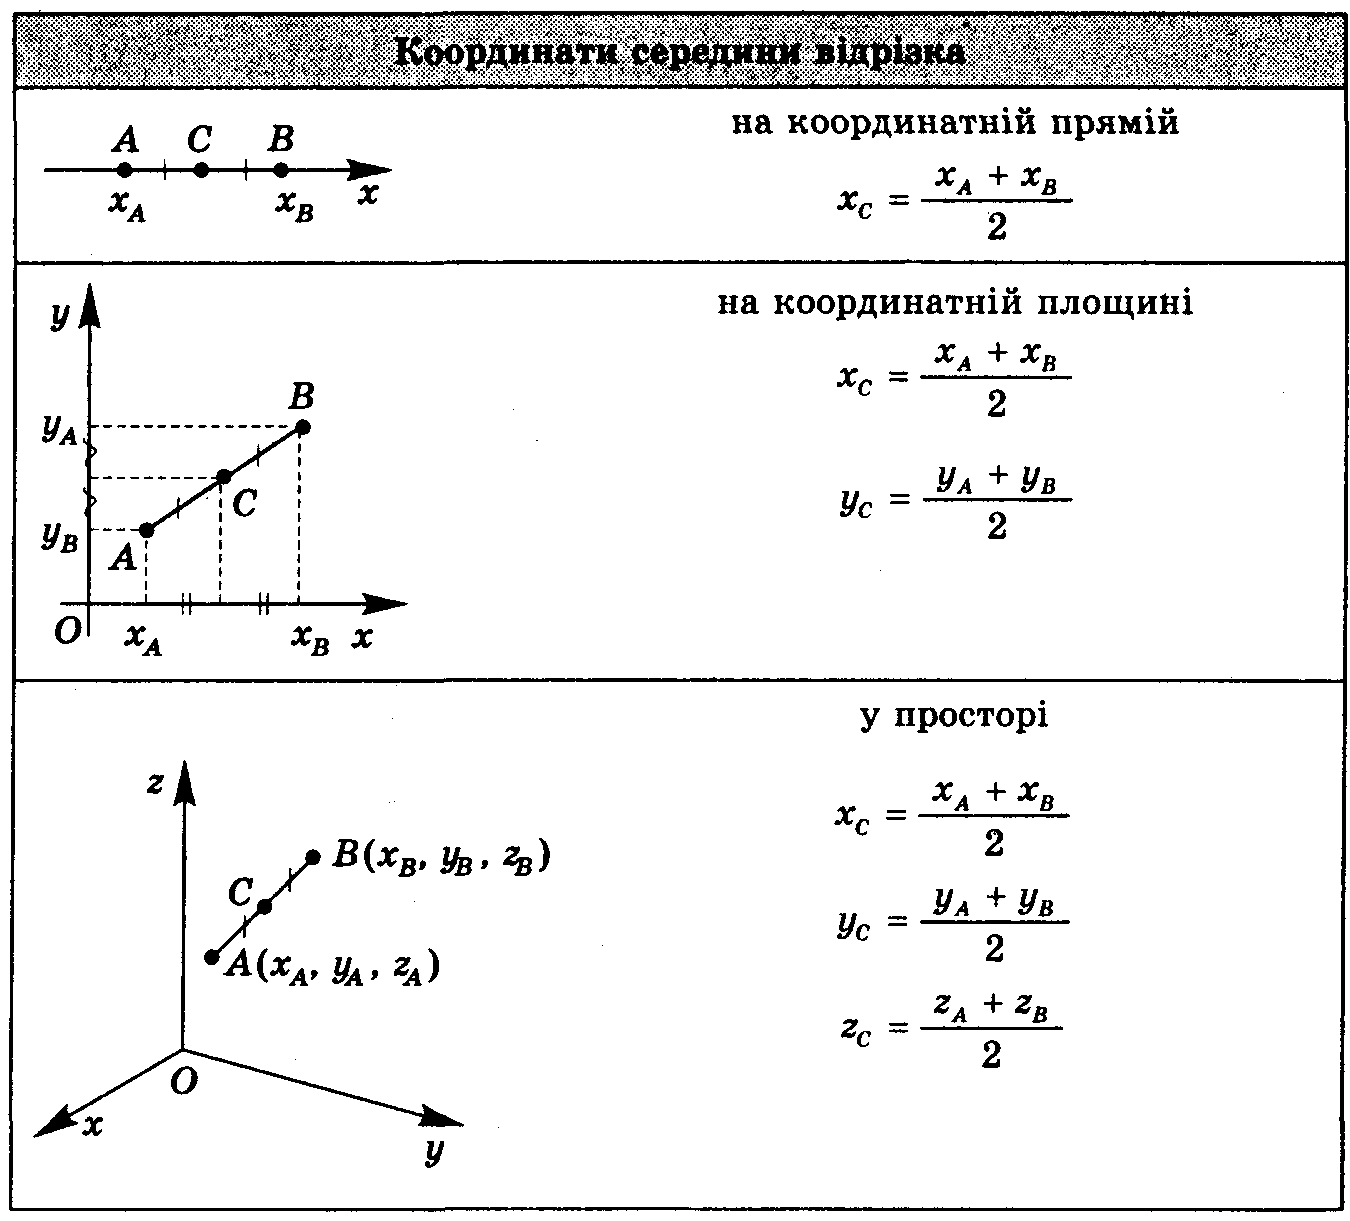 Координати середини відрізка
A C B
x_A x_B x
на координатній прямій
x_C = (x_A + x_B) / 2
y
B
y_A
C
y_B
A
O x_A x_B x
на координатній площині
x_C = (x_A + x_B) / 2
y_C = (y_A + y_B) / 2
z
B(x_B, y_B, z_B)
C
A(x_A, y_A, z_A)
O
x
y
у просторі
x_C = (x_A + x_B) / 2
y_C = (y_A + y_B) / 2
z_C = (z_A + z_B) / 2